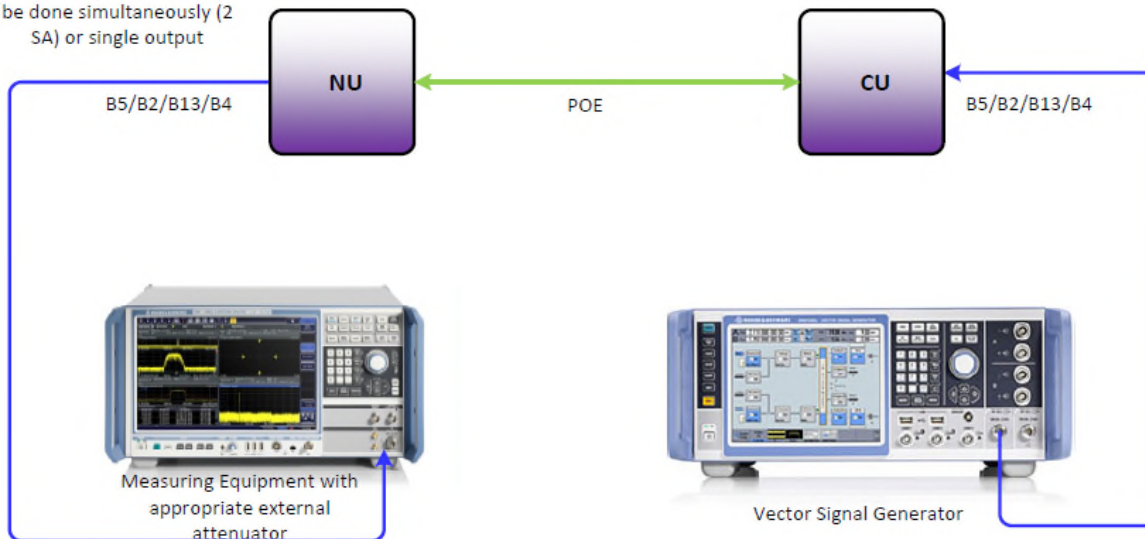 be done simultaneously (2
SA) or single output
NU
CU
B5/B2/B13/B4
POE
B5/B2/B13/B4
Measuring Equipment with
appropriate external
attenuator
Vector Signal Generator